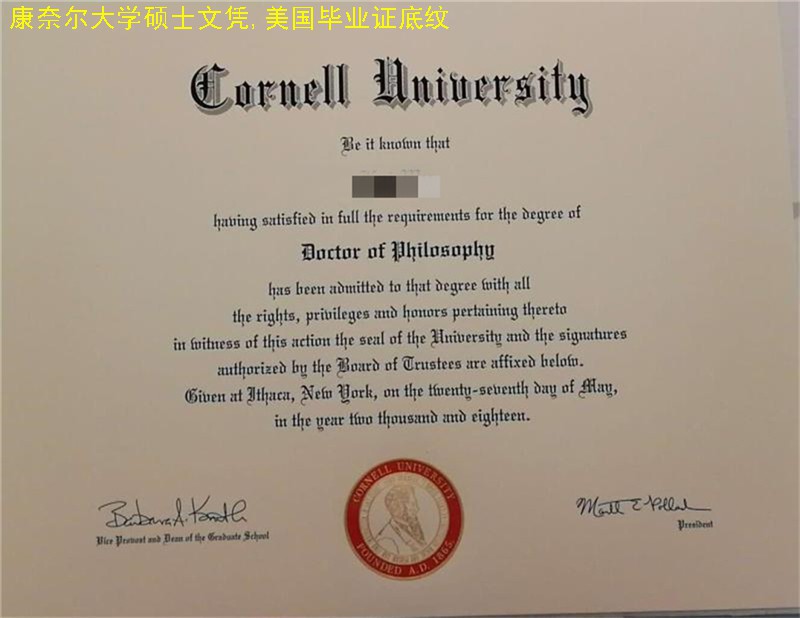 康奈尔大学硕士文凭, 美国毕业证底纹
Cornell University
Be it known that
having satisfied in full the requirements for the degree of
Doctor of Philosophy
has been admitted to that degree with all
the rights, privileges and honors pertaining thereto
in witness of this action the seal of the University and the signatures
authorized by the Board of Trustees are affixed below.
Given at Ithaca, New York, on the twenty-seventh day of May,
in the year two thousand and eighteen.
CORNELL UNIVERSITY
FOUNDED A.D. 1865
Vice Provost and Dean of the Graduate School
President